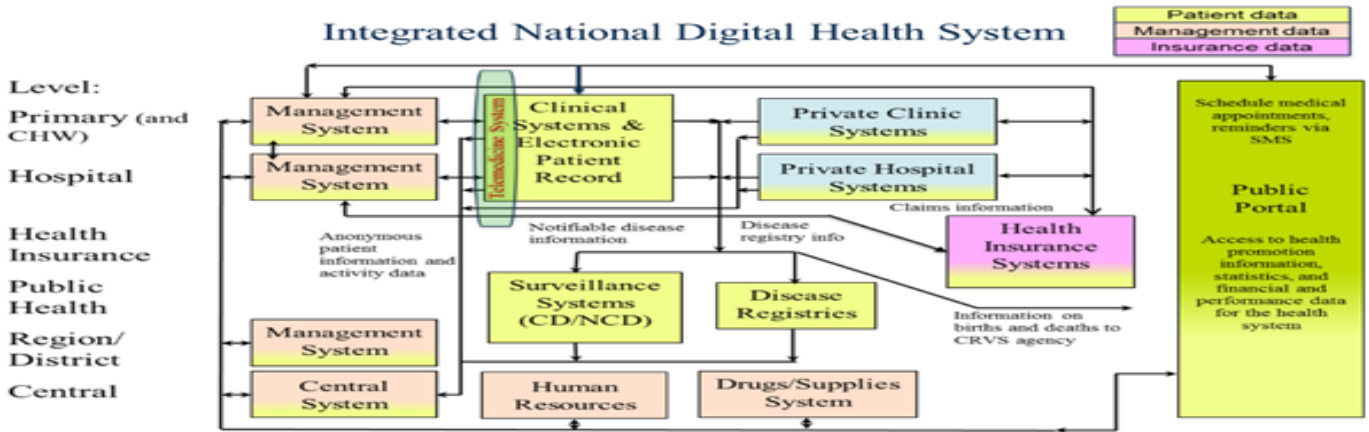 Integrated National Digital Health System
Patient data
Management data
Insurance data
Level:
Primary (and
CHW)
Hospital
Health
Insurance
Public
Health
Region/
District
Central
Management
System
Management
System
Telemedicine System
Clinical
Systems &
Electronic
Patient
Record
Private Clinic
Systems
Private Hospital
Systems
Claims information
Anonymous
patient
information and
activity data
Notifiable disease
information
Disease
registry info
Health
Insurance
Systems
Surveillance
Systems
(CD/NCD)
Disease
Registries
Information on
births and deaths to
CRVS agency
Management
System
Central
System
Human
Resources
Drugs/Supplies
System
Schedule medical
appointments,
reminders via
SMS
Public
Portal
Access to health
promotion
information,
statistics, and
financial and
performance data
for the health
system